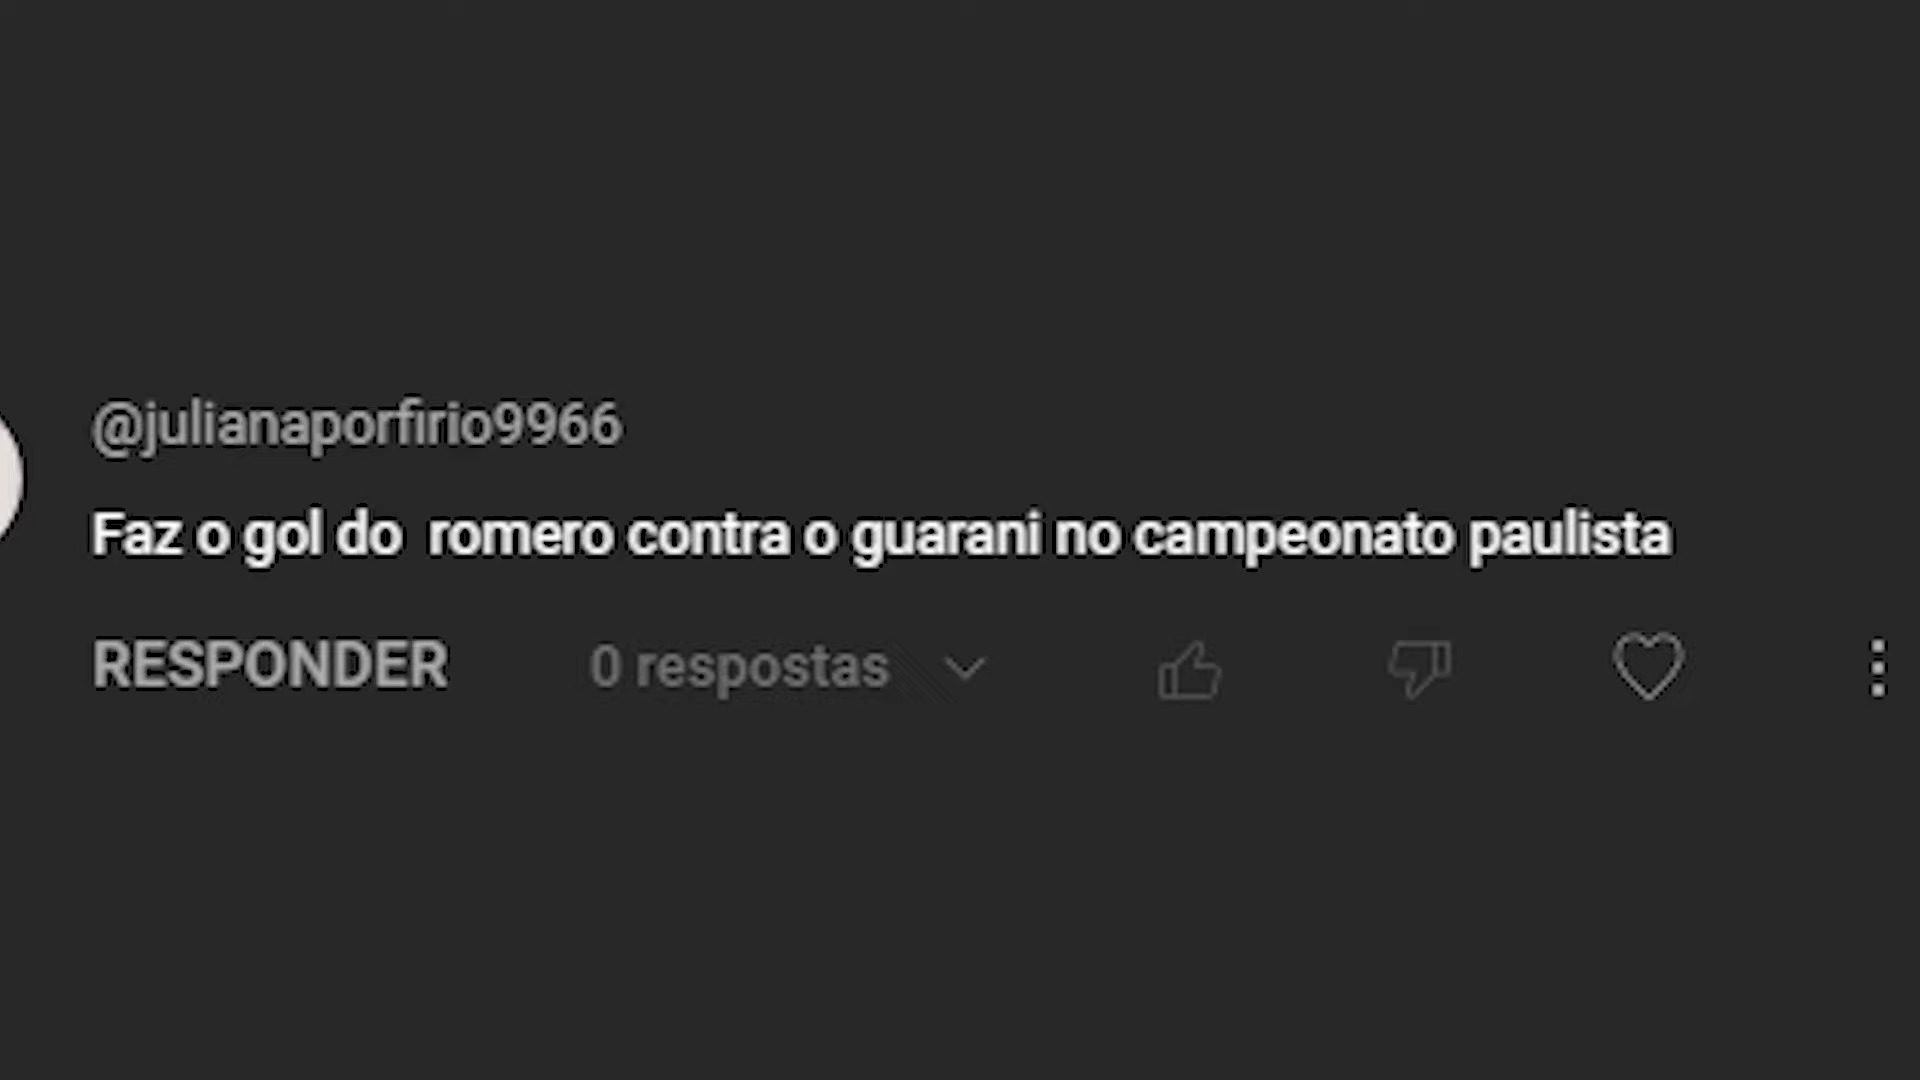 @julianaporfirio9966
Faz o gol do  romero contra o guarani no campeonato paulista
RESPONDER 0 respostas